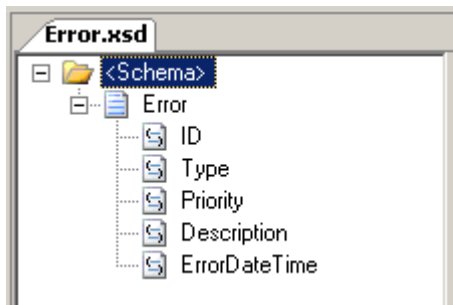 Error.xsd
<Schema>
Error
ID
Type
Priority
Description
ErrorDateTime